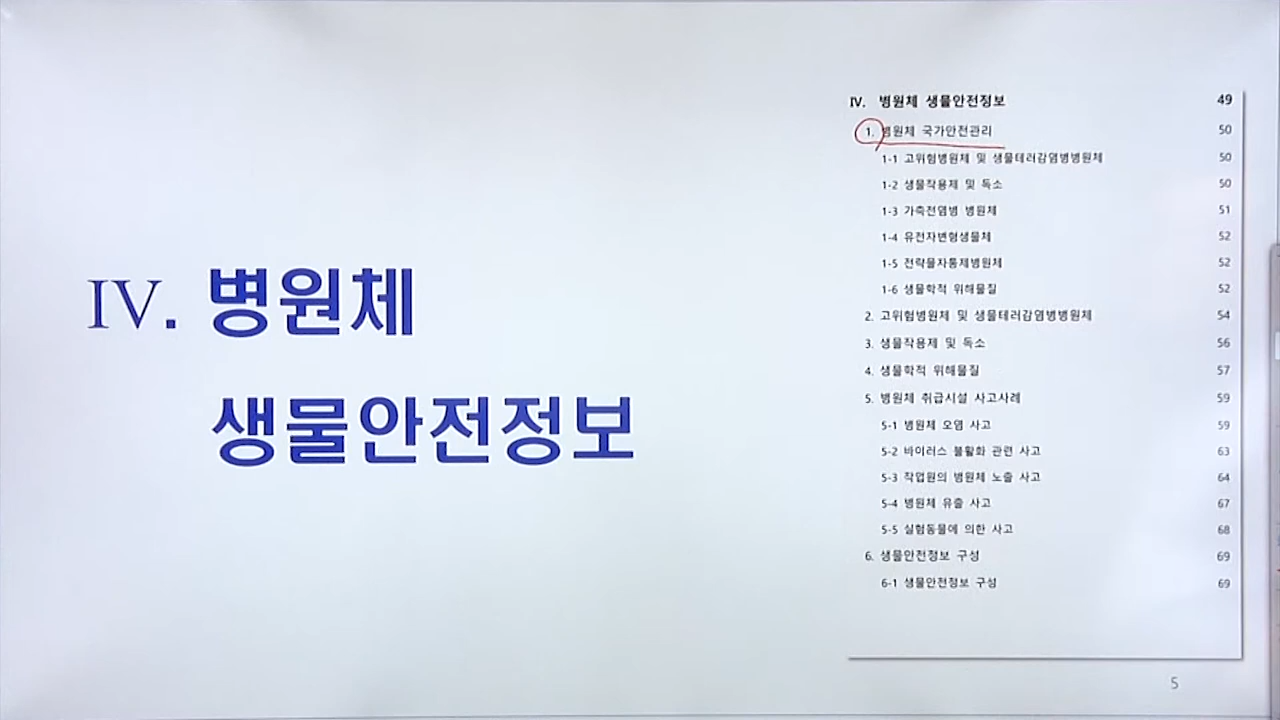 IV. 병원체
생물안전정보
IV. 병원체 생물안전정보 49
1. 병원체 국가안전관리 50
1-1 고위험병원체 및 생물테러감염병병원체 50
1-2 생물작용제 및 독소 50
1-3 가축전염병 병원체 51
1-4 유전자변형생물체 52
1-5 전략물자통제병원체 52
1-6 생물학적 위해물질 52
2. 고위험병원체 및 생물테러감염병병원체 54
3. 생물작용제 및 독소 56
4. 생물학적 위해물질 57
5. 병원체 취급시설 사고사례 59
5-1 병원체 오염 사고 59
5-2 바이러스 불활화 관련 사고 63
5-3 작업원의 병원체 노출 사고 64
5-4 병원체 유출 사고 67
5-5 실험동물에 의한 사고 68
6. 생물안전정보 구성 69
6-1 생물안전정보 구성 69
5